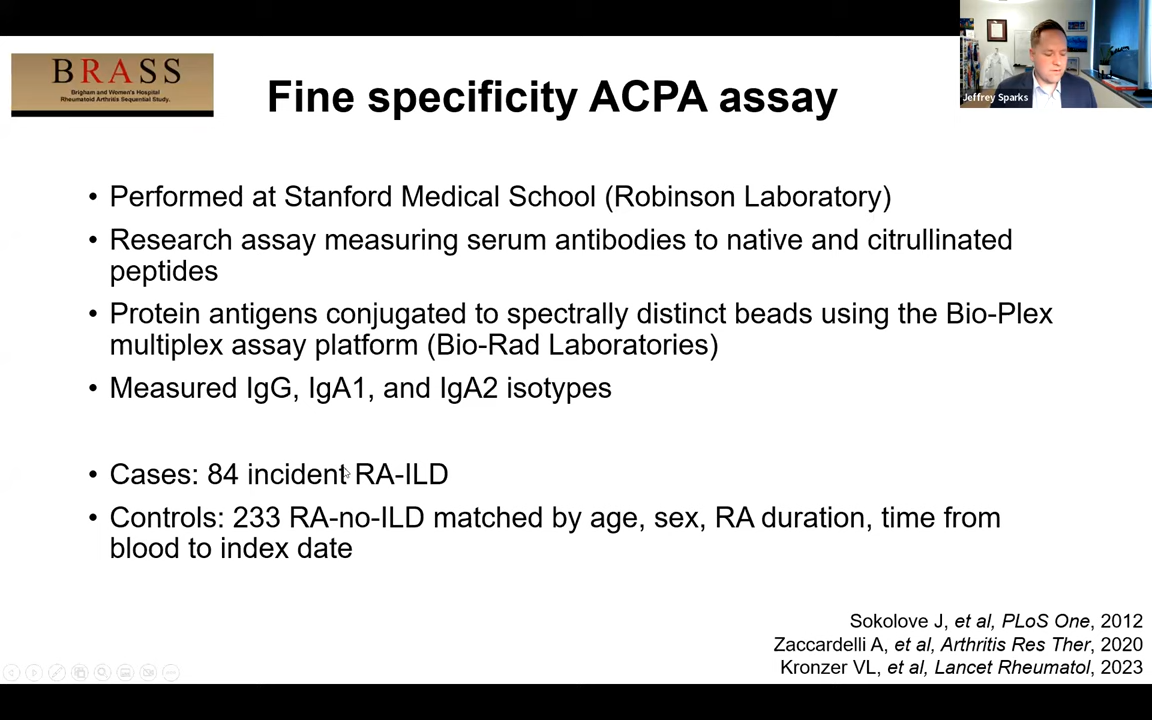 BRASS
Brigham and Women's Hospital
Rheumatoid Arthritis Sequential Study.
Fine specificity ACPA assay
Jeffrey Sparks
• Performed at Stanford Medical School (Robinson Laboratory)
• Research assay measuring serum antibodies to native and citrullinated
peptides
• Protein antigens conjugated to spectrally distinct beads using the Bio-Plex
multiplex assay platform (Bio-Rad Laboratories)
• Measured IgG, IgA1, and IgA2 isotypes
• Cases: 84 incident RA-ILD
• Controls: 233 RA-no-ILD matched by age, sex, RA duration, time from
blood to index date
Sokolove J, et al, PLoS One, 2012
Zaccardelli A, et al, Arthritis Res Ther, 2020
Kronzer VL, et al, Lancet Rheumatol, 2023